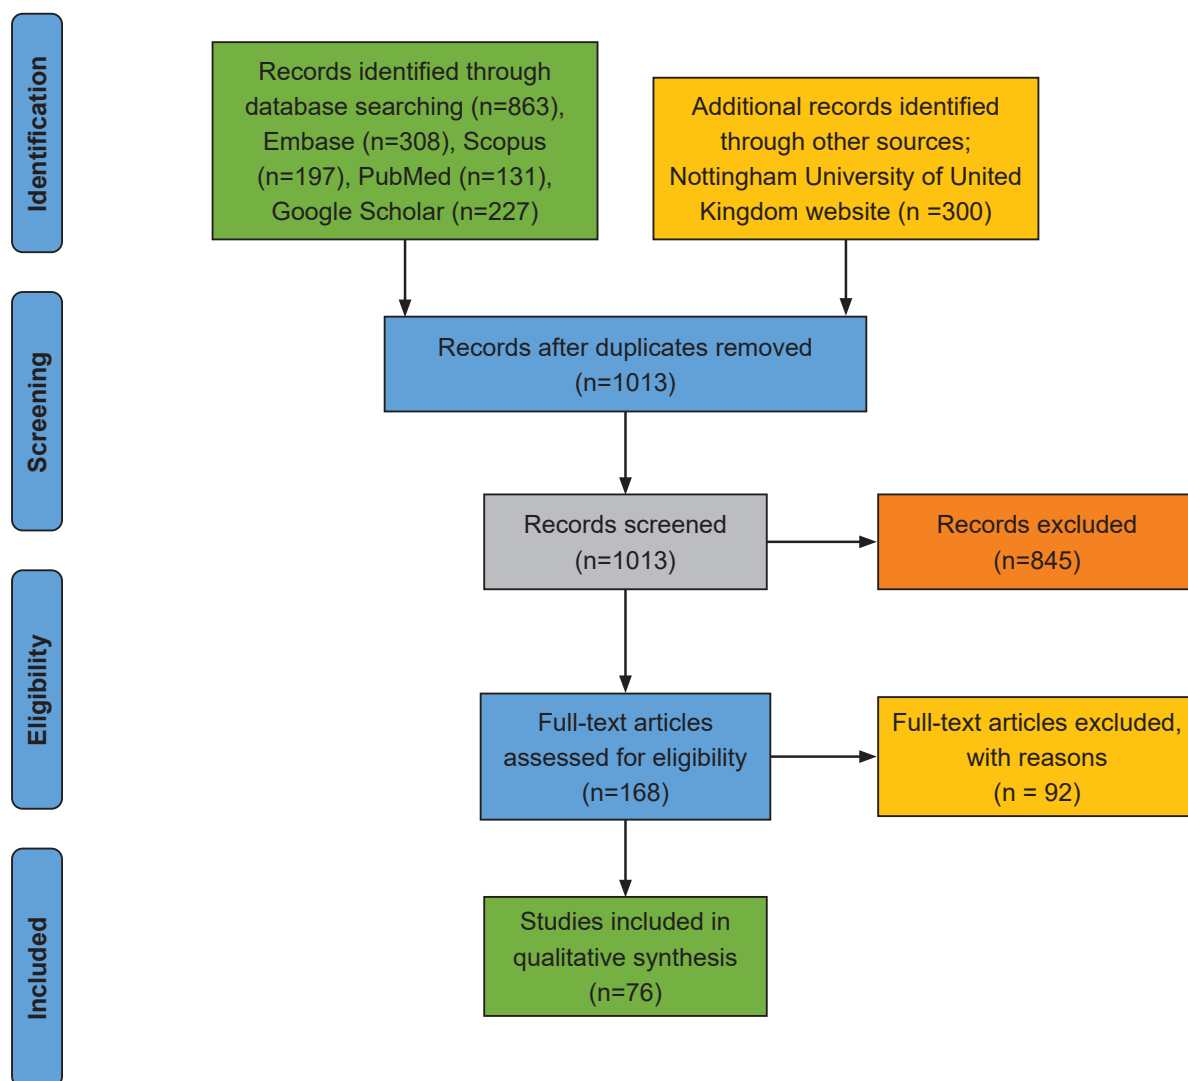 Identification
Records identified through
database searching (n=863),
Embase (n=308), Scopus
(n=197), PubMed (n=131),
Google Scholar (n=227)
Additional records identified
through other sources;
Nottingham University of United
Kingdom website (n =300)
Screening
Records after duplicates removed
(n=1013)
Records screened
(n=1013)
Records excluded
(n=845)
Eligibility
Full-text articles
assessed for eligibility
(n=168)
Full-text articles excluded,
with reasons
(n = 92)
Included
Studies included in
qualitative synthesis
(n=76)